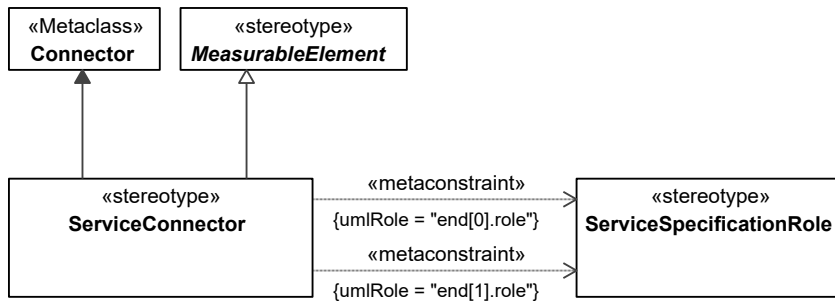 «Metaclass»
Connector
«stereotype»
MeasurableElement
«stereotype»
ServiceConnector
«metaconstraint»
{umlRole = "end[0].role"}
«metaconstraint»
{umlRole = "end[1].role"}
«stereotype»
ServiceSpecificationRole